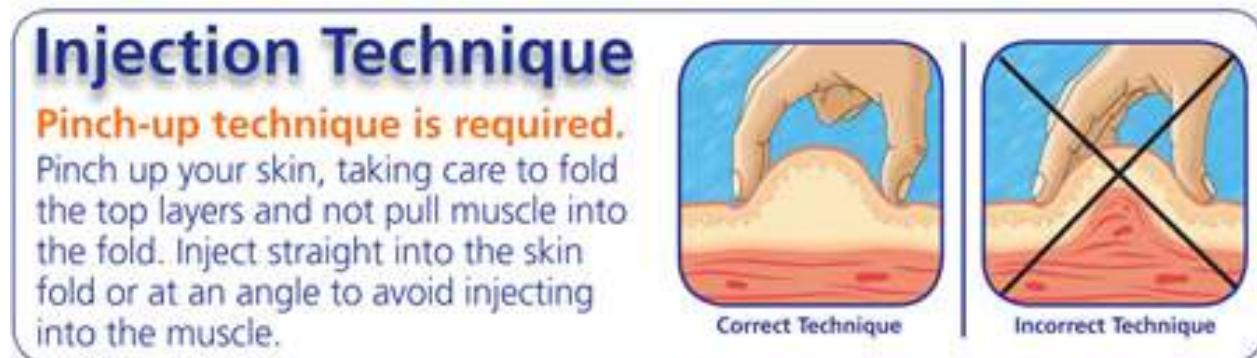 Injection Technique
Pinch-up technique is required.
Pinch up your skin, taking care to fold
the top layers and not pull muscle into
the fold. Inject straight into the skin
fold or at an angle to avoid injecting
into the muscle.
Correct Technique
Incorrect Technique